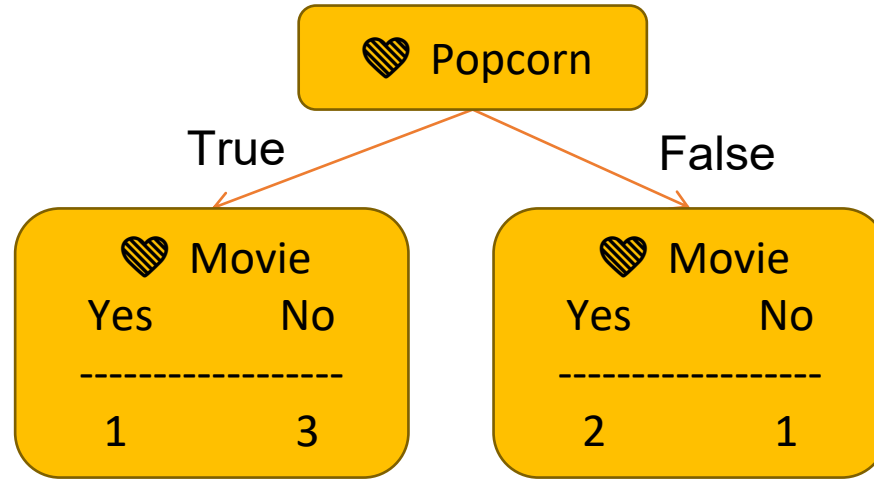 Popcorn
True
False
Movie
Yes No
------------------
1 3
Movie
Yes No
------------------
2 1